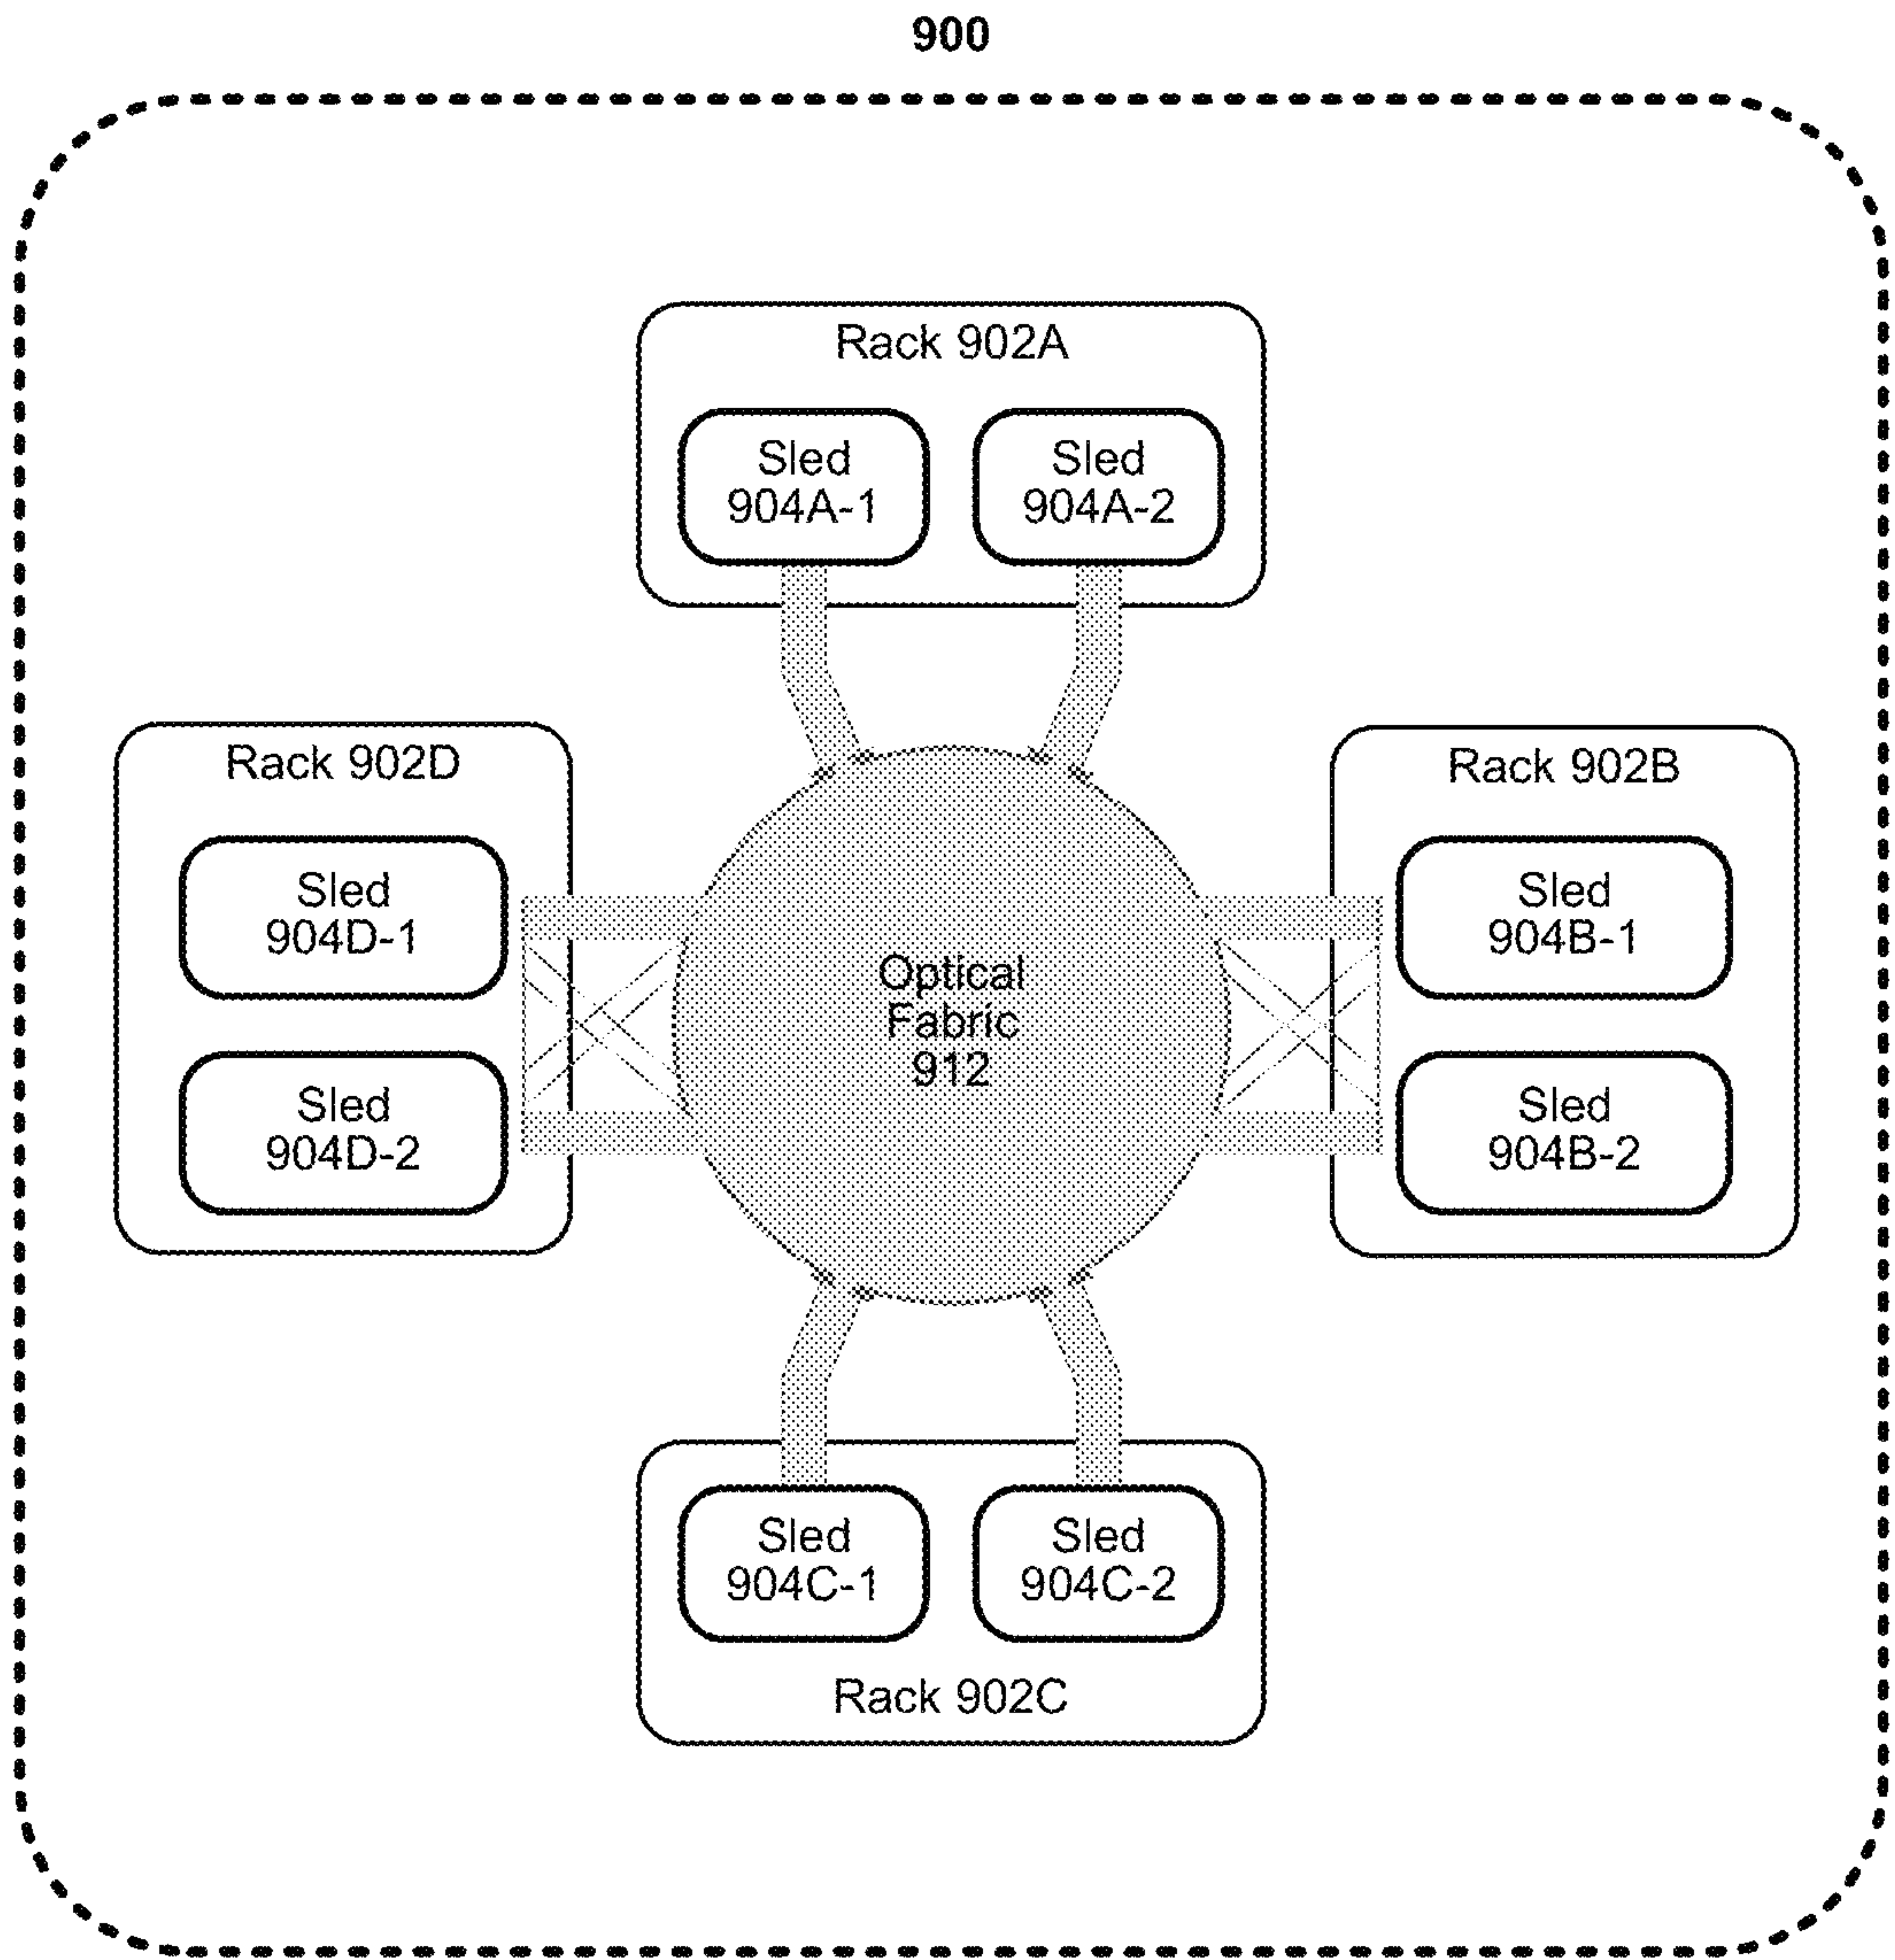 900
Rack 902A
Sled
904A-1
Sled
904A-2
Rack 902D
Sled
904D-1
Sled
904D-2
Optical
Fabric
912
Rack 902B
Sled
904B-1
Sled
904B-2
Sled
904C-1
Sled
904C-2
Rack 902C